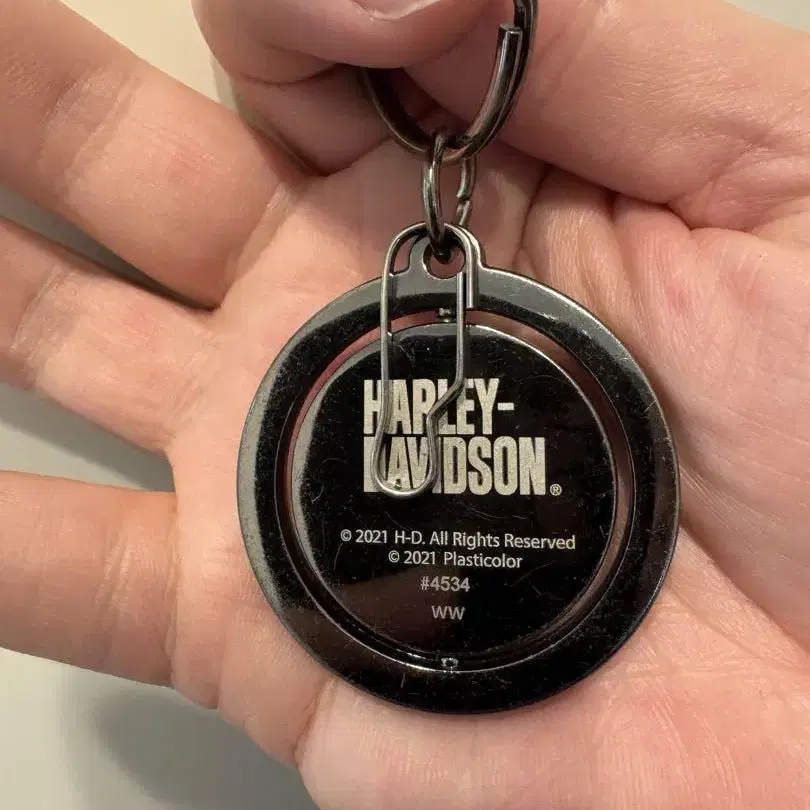 HARLEY-
DAVIDSON®
© 2021 H-D. All Rights Reserved
© 2021 Plasticolor
#4534
WW